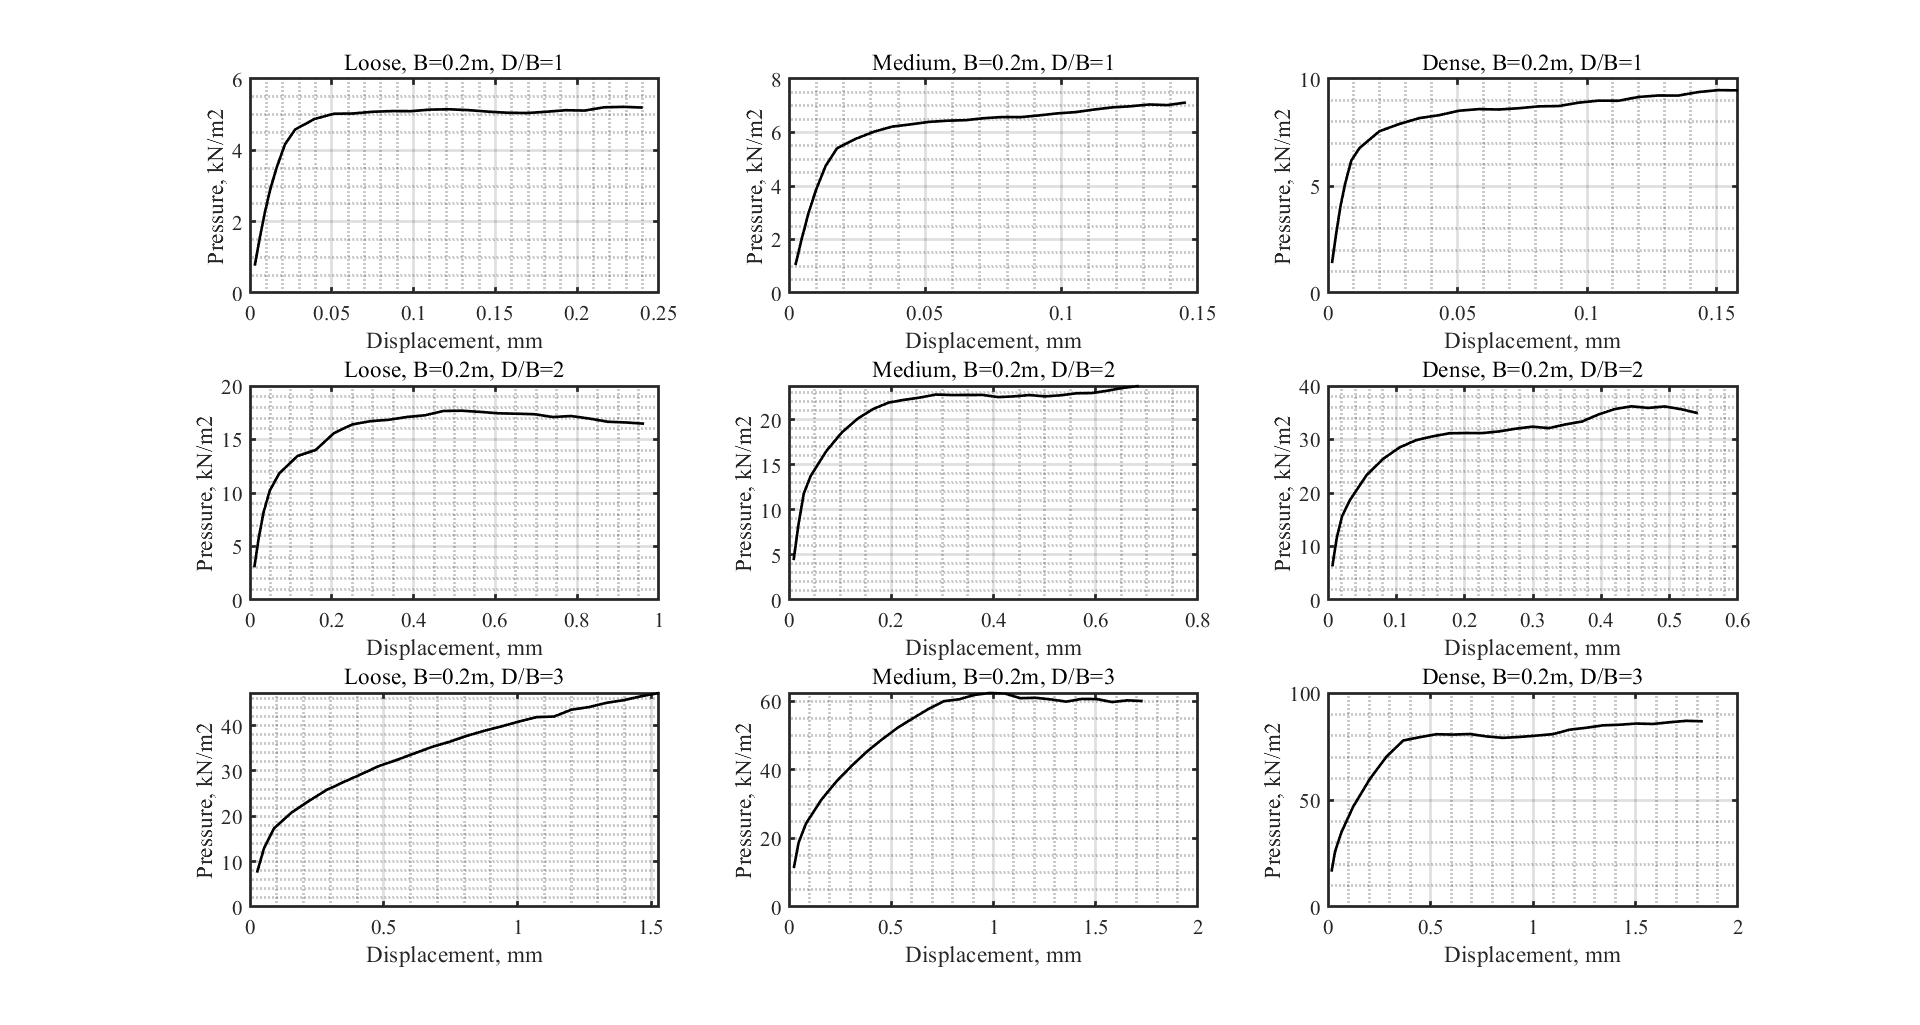 Loose, B=0.2m, D/B=1
Pressure, kN/m2
6
4
2
0
0 0.05 0.1 0.15 0.2 0.25
Displacement, mm
Medium, B=0.2m, D/B=1
Pressure, kN/m2
8
6
4
2
0
0 0.05 0.1 0.15
Displacement, mm
Dense, B=0.2m, D/B=1
Pressure, kN/m2
10
5
0
0 0.05 0.1 0.15
Displacement, mm
Loose, B=0.2m, D/B=2
Pressure, kN/m2
20
15
10
5
0
0 0.2 0.4 0.6 0.8 1
Displacement, mm
Medium, B=0.2m, D/B=2
Pressure, kN/m2
20
15
10
5
0
0 0.2 0.4 0.6 0.8
Displacement, mm
Dense, B=0.2m, D/B=2
Pressure, kN/m2
40
30
20
10
0
0 0.1 0.2 0.3 0.4 0.5 0.6
Displacement, mm
Loose, B=0.2m, D/B=3
Pressure, kN/m2
40
30
20
10
0
0 0.5 1 1.5
Displacement, mm
Medium, B=0.2m, D/B=3
Pressure, kN/m2
60
40
20
0
0 0.5 1 1.5 2
Displacement, mm
Dense, B=0.2m, D/B=3
Pressure, kN/m2
100
50
0
0 0.5 1 1.5 2
Displacement, mm